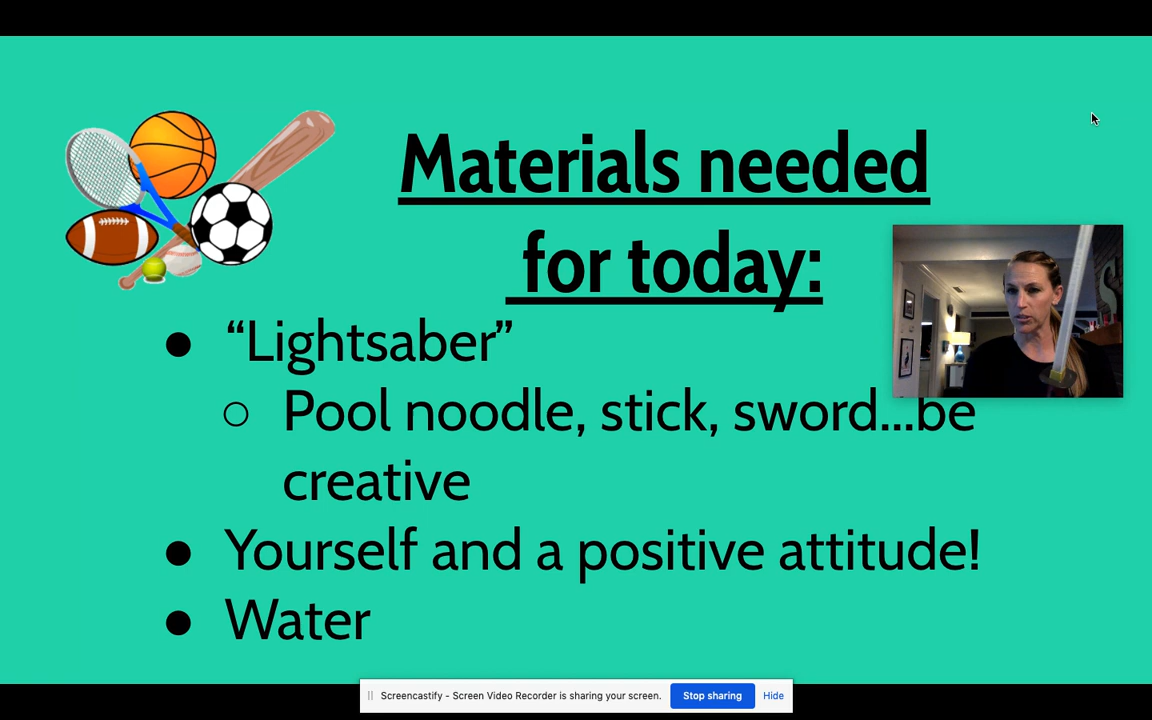 Materials needed
for today:
● “Lightsaber”
○ Pool noodle, stick, sword...be
creative
● Yourself and a positive attitude!
● Water
Screencastify - Screen Video Recorder is sharing your screen. Stop sharing Hide